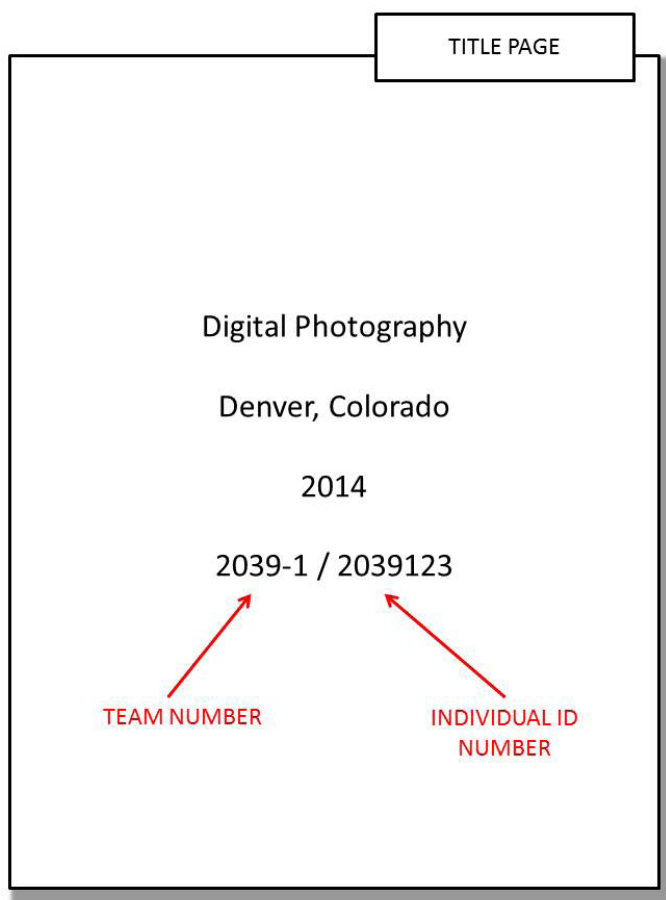 TITLE PAGE
Digital Photography
Denver, Colorado
2014
2039-1 / 2039123
TEAM NUMBER
INDIVIDUAL ID
NUMBER